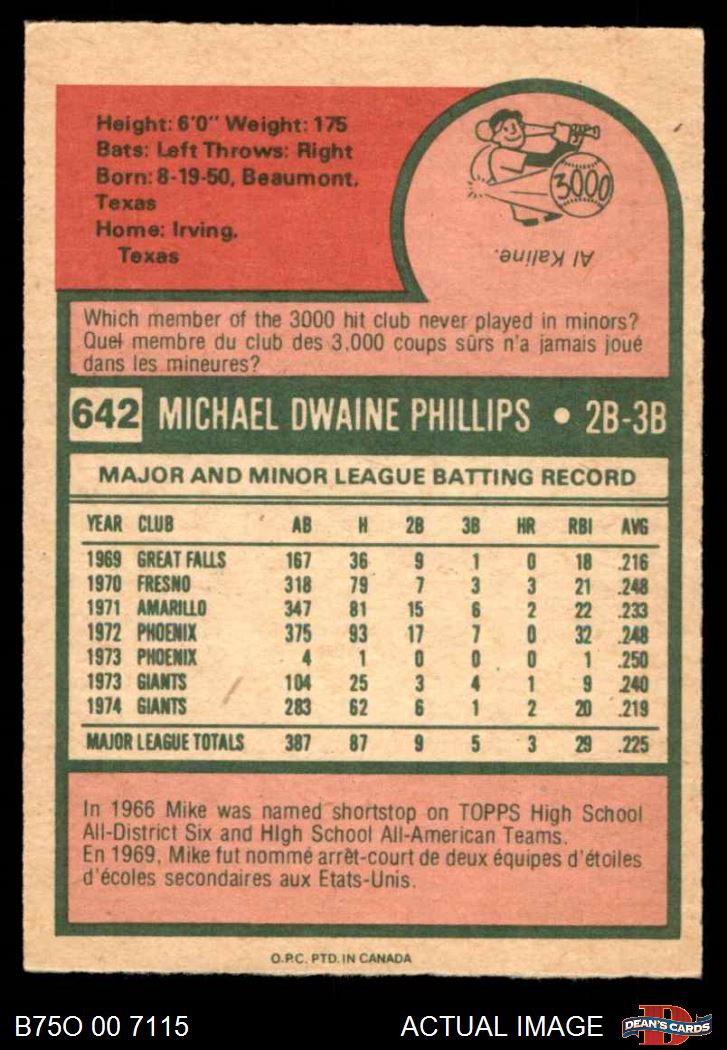 Height: 6'0" Weight: 175
Bats: Left Throws: Right
Born: 8-19-50, Beaumont,
Texas
Home: Irving,
Texas
3000
Al Kaline.
Which member of the 3000 hit club never played in minors?
Quel membre du club des 3,000 coups sûrs n'a jamais joué
dans les mineures?
642 MICHAEL DWAINE PHILLIPS • 2B-3B
MAJOR AND MINOR LEAGUE BATTING RECORD
YEAR CLUB AB H 2B 3B HR RBI AVG
1969 GREAT FALLS 167 36 9 1 0 18 .216
1970 FRESNO 318 79 7 3 3 21 .248
1971 AMARILLO 347 81 15 6 2 22 .233
1972 PHOENIX 375 93 17 7 0 32 .248
1973 PHOENIX 4 1 0 0 0 1 .250
1973 GIANTS 104 25 3 4 1 9 .240
1974 GIANTS 283 62 6 1 2 20 .219
MAJOR LEAGUE TOTALS 387 87 9 5 3 29 .225
In 1966 Mike was named shortstop on TOPPS High School
All-District Six and HIgh School All-American Teams.
En 1969, Mike fut nommé arrèt-court de deux équipes d'étoiles
d'écoles secondaires aux Etats-Unis.
O.P.C. PTD. IN CANADA
B75O 00 7115 ACTUAL IMAGE D DEAN'S CARDS